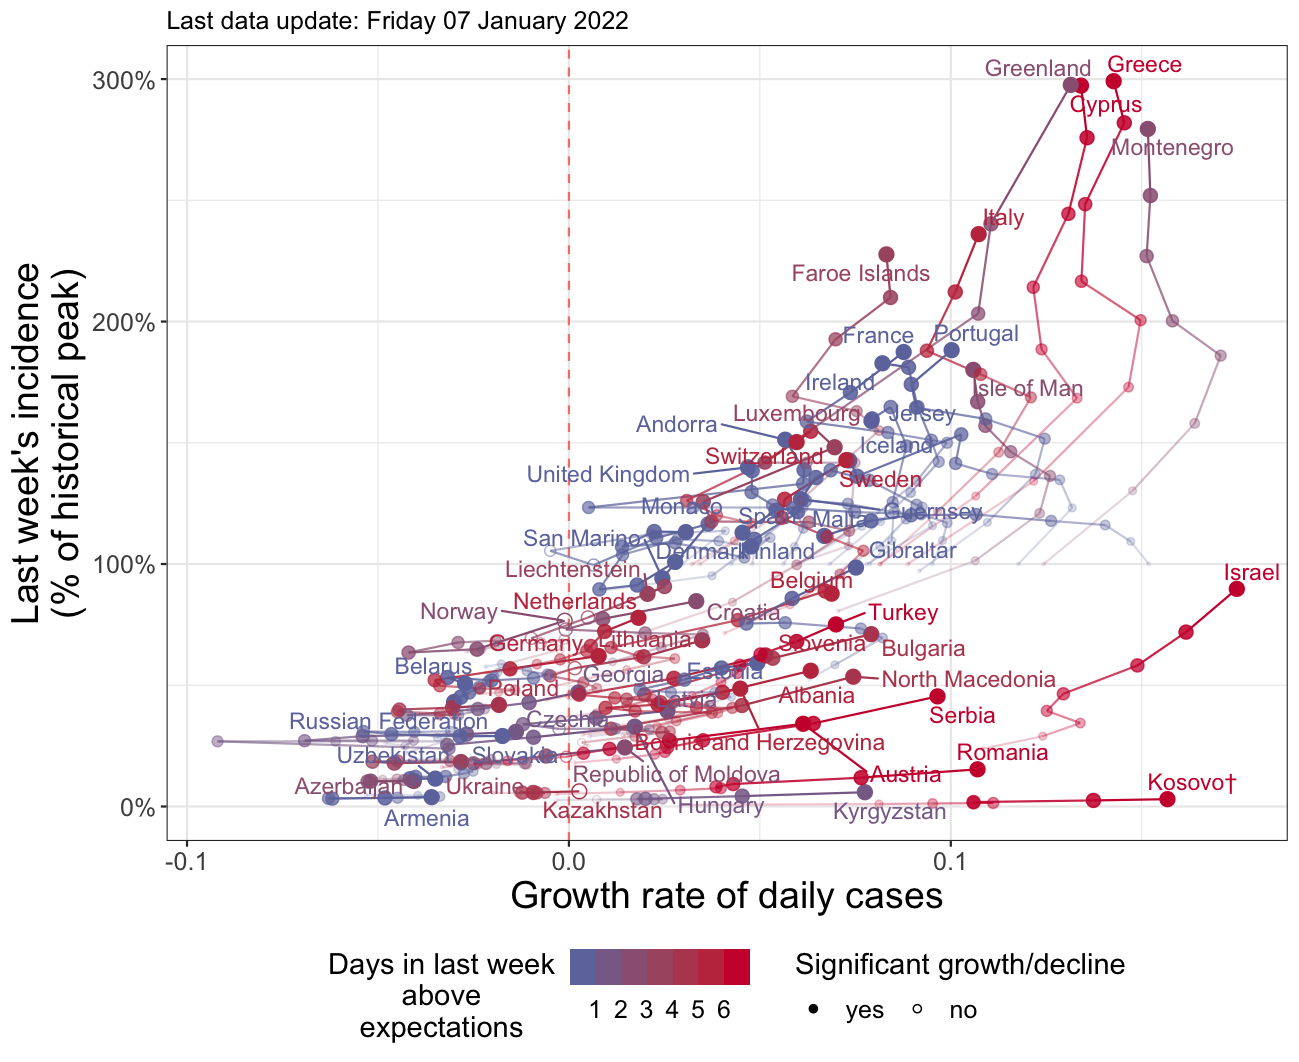 Last data update: Friday 07 January 2022
Last week's incidence
(% of historical peak)
300%
200%
100%
0%
Greenland
Greece
Cyprus
Montenegro
Italy
Faroe Islands
France
Portugal
Ireland
Isle of Man
Luxembourg
Jersey
Andorra
Iceland
Switzerland
United Kingdom
Sweden
Monaco
Spain
Malta
Guernsey
San Marino
Denmark
Finland
Gibraltar
Liechtenstein
Belgium
Israel
Netherlands
Norway
Croatia
Turkey
Germany
Lithuania
Slovenia
Bulgaria
Belarus
Georgia
Estonia
North Macedonia
Poland
Latvia
Albania
Serbia
Russian Federation
Czechia
Bosnia and Herzegovina
Romania
Uzbekistan
Slovakia
Republic of Moldova
Austria
Kosovo†
Azerbaijan
Ukraine
Kazakhstan
Hungary
Kyrgyzstan
Armenia
-0.1
0.0
0.1
Growth rate of daily cases
Days in last week
above
expectations
1 2 3 4 5 6
Significant growth/decline
yes
no